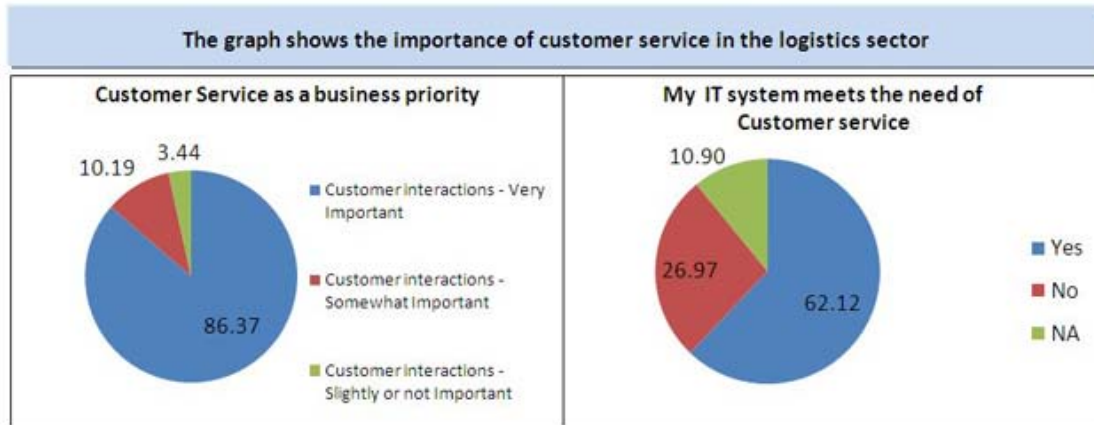 The graph shows the importance of customer service in the logistics sector
Customer Service as a business priority
3.44
10.19
86.37
Customer interactions - Very
Important
Customer interactions -
Somewhat Important
Customer interactions -
Slightly or not Important
My IT system meets the need of
Customer service
10.90
26.97
62.12
Yes
No
NA